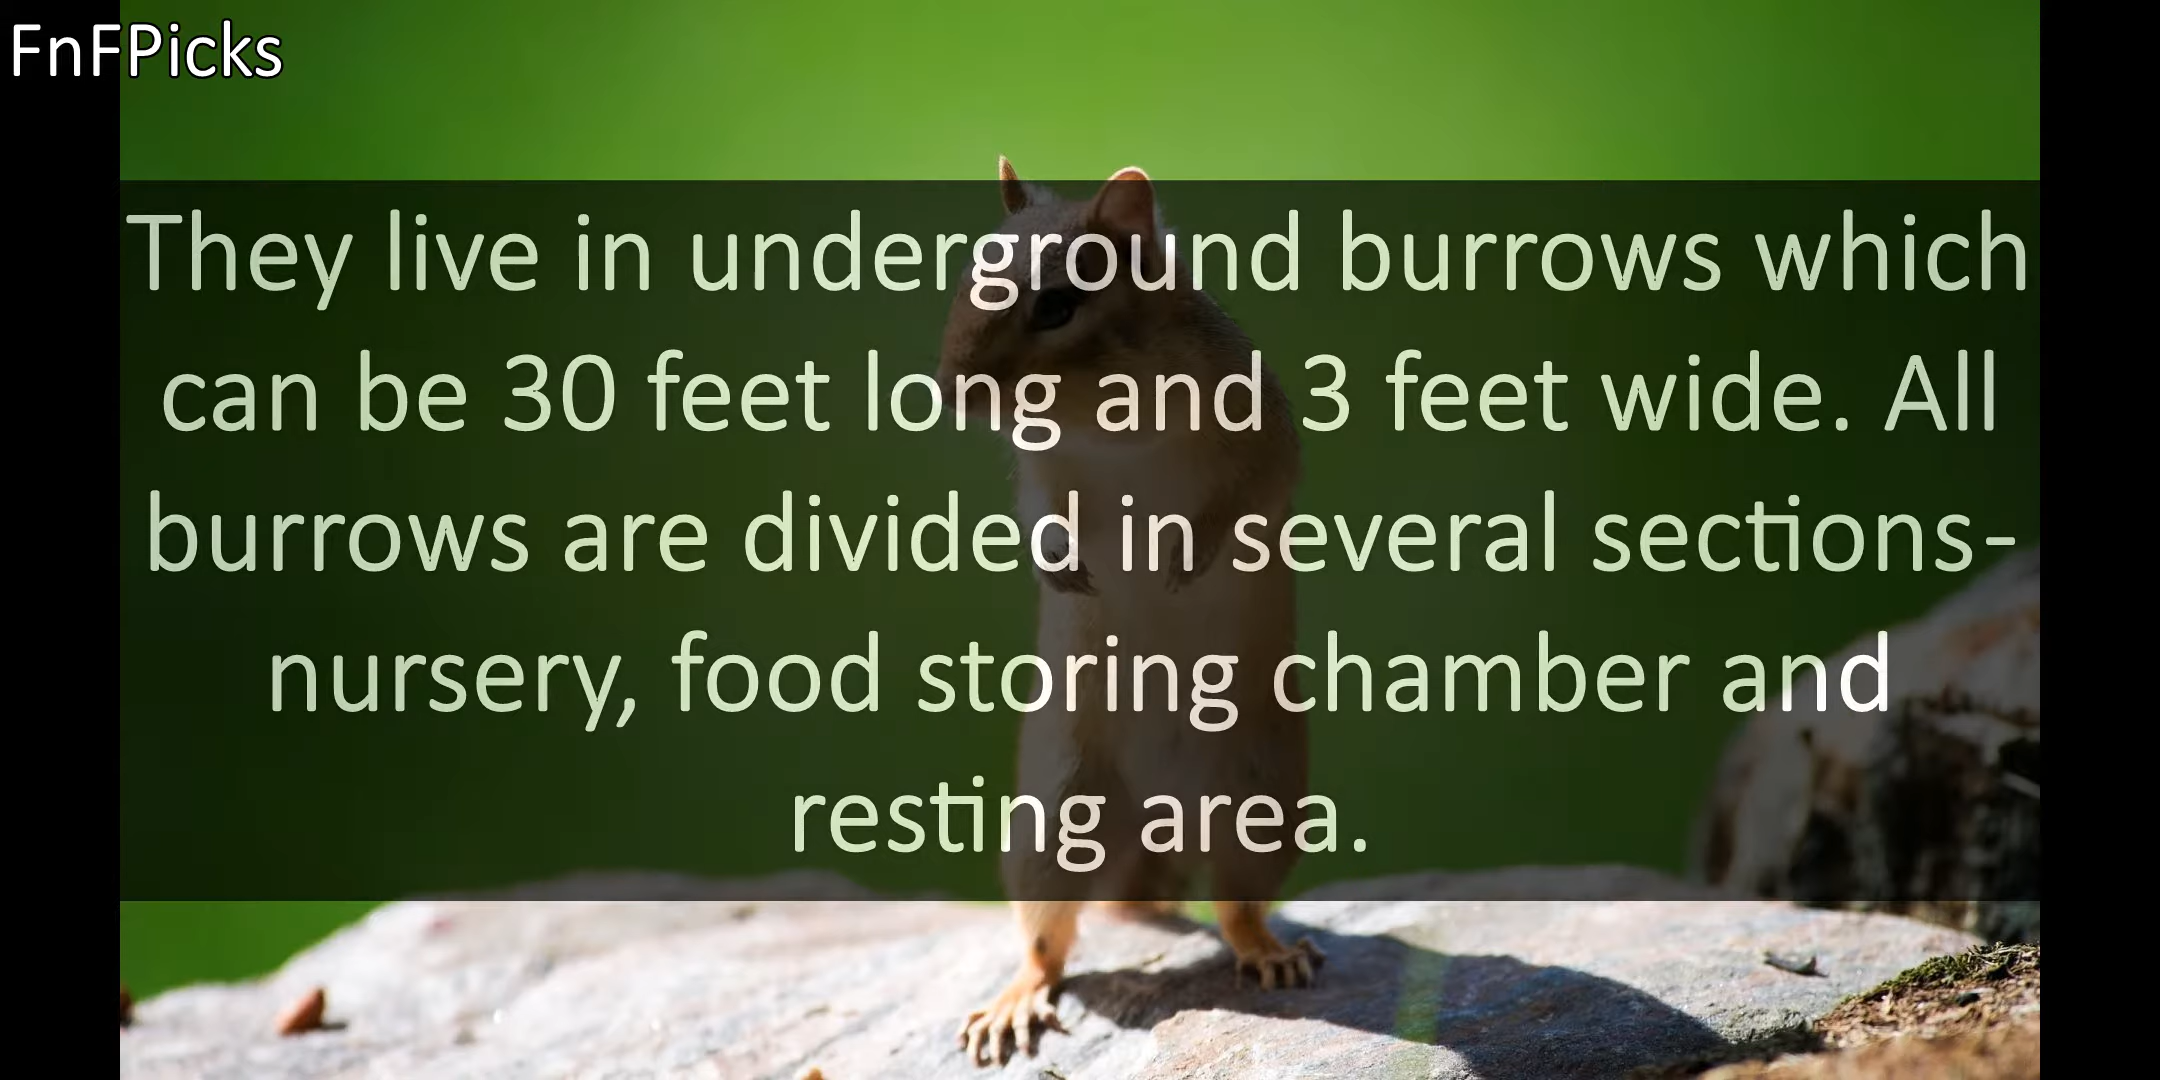 FnFPicks
They live in underground burrows which
can be 30 feet long and 3 feet wide. All
burrows are divided in several sections-
nursery, food storing chamber and
resting area.